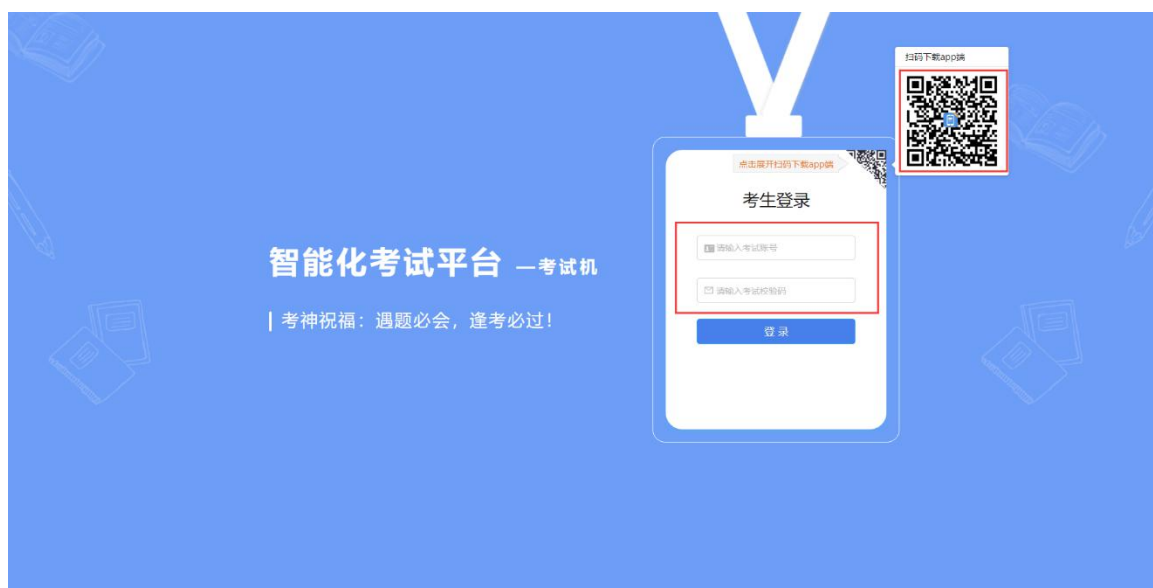 扫码下载app端
点击展开扫码下载app端
考生登录
请输入考试账号
请输入考试校验码
登 录
智能化考试平台 —考试机
考神祝福：遇题必会，逢考必过！